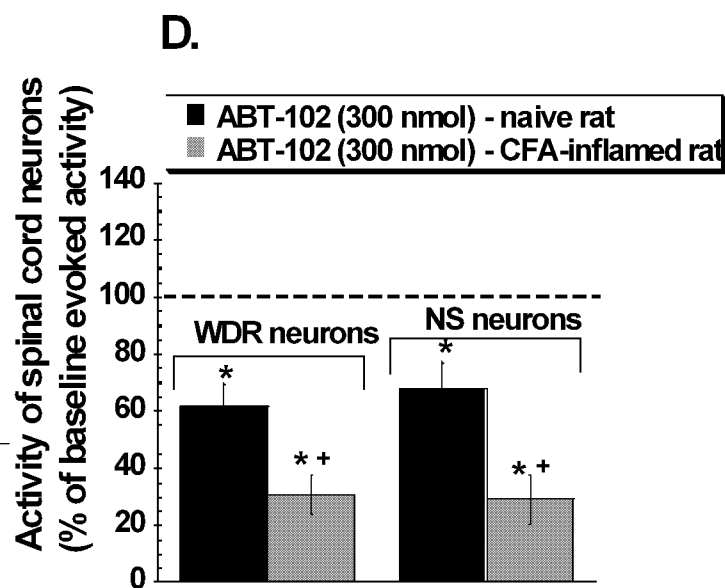 D.
ABT-102 (300 nmol) - naive rat
ABT-102 (300 nmol) - CFA-inflamed rat
Activity of spinal cord neurons
(% of baseline evoked activity)
140
120
100
80
60
40
20
0
WDR neurons
NS neurons
*
*
* +
* +